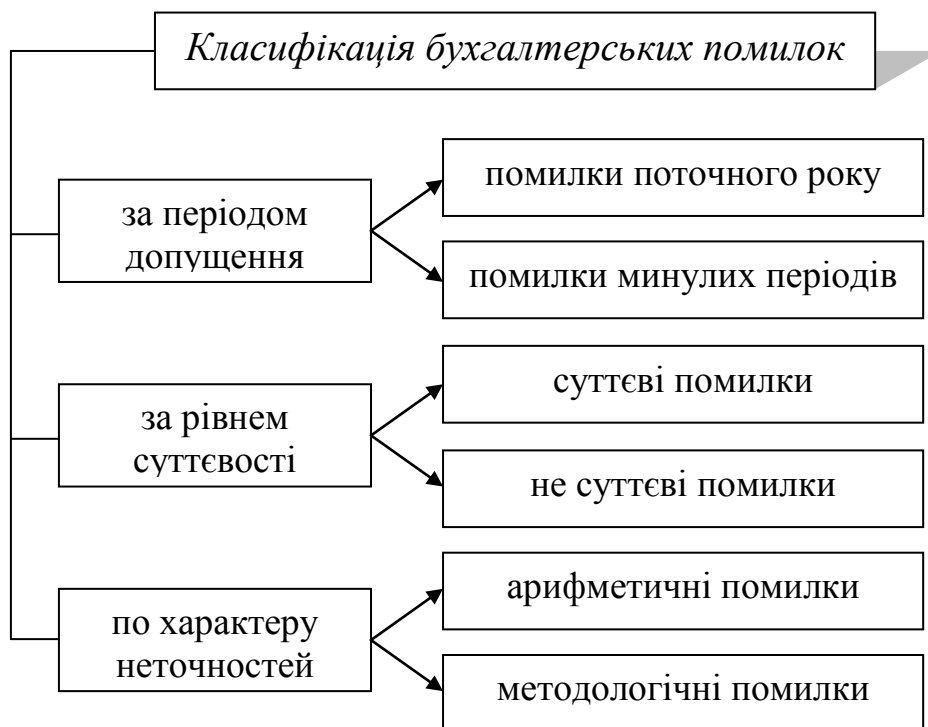 Класифікація бухгалтерських помилок
за періодом
допущення
помилки поточного року
помилки минулих періодів
за рівнем
суттєвості
суттєві помилки
не суттєві помилки
по характеру
неточностей
арифметичні помилки
методологічні помилки